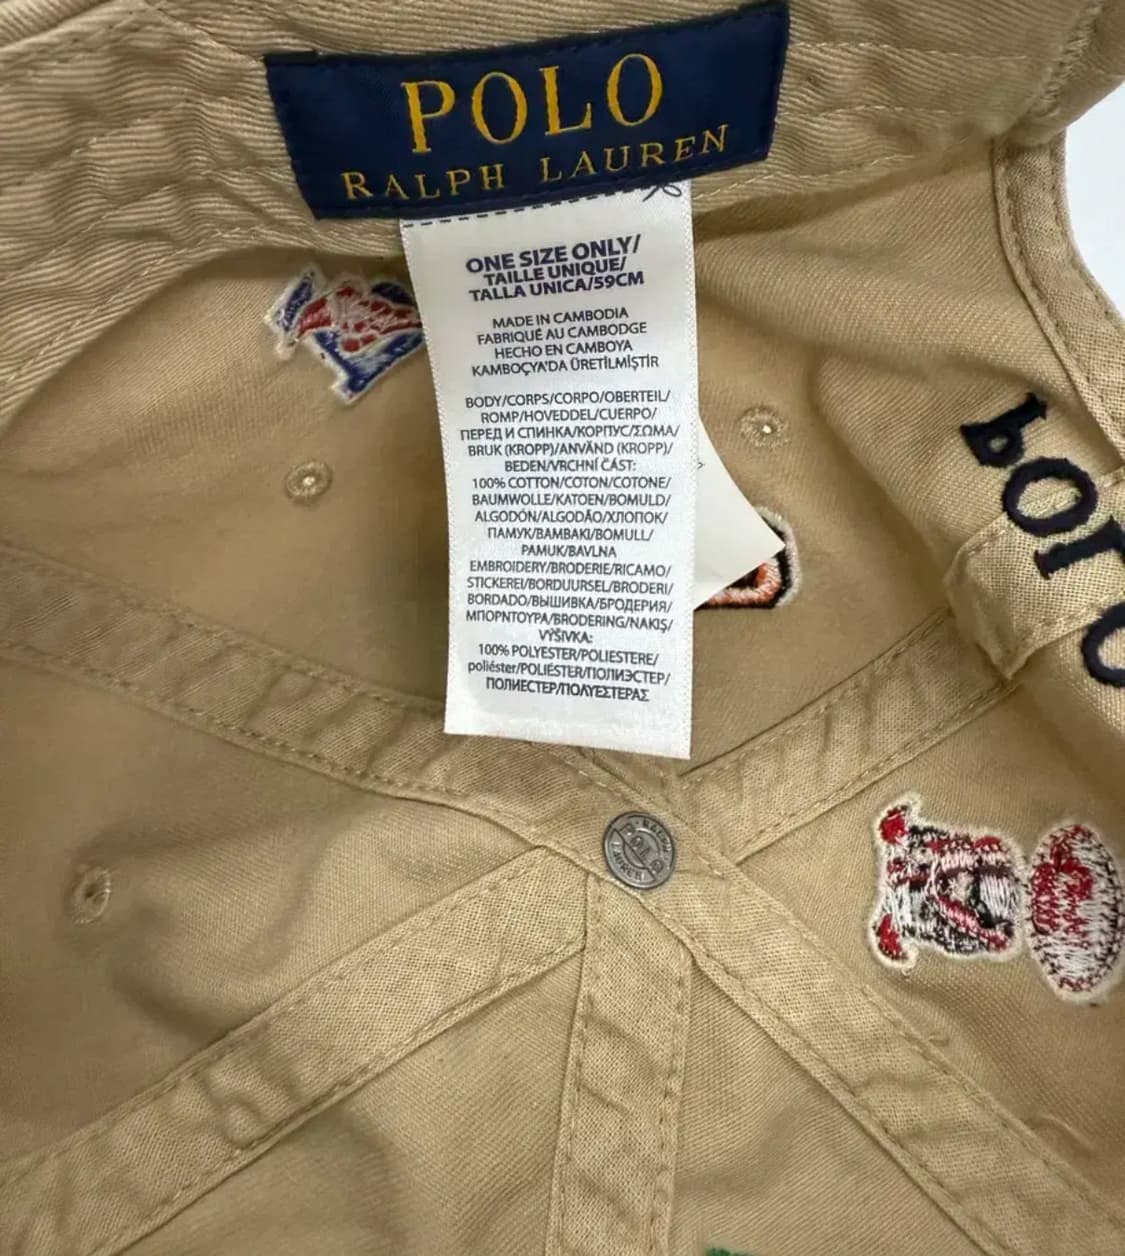 POLO
RALPH LAUREN
ONE SIZE ONLY/
TAILLE UNIQUE/
TALLA UNICA/59CM
MADE IN CAMBODIA
FABRIQUÉ AU CAMBODGE
HECHO EN CAMBOYA
KAMBOÇYA'DA ÜRETİLMİŞTİR
BODY/CORPS/CORPO/OBERTEIL/
ROMP/HOVEDDEL/CUERPO/
ПЕРЕД И СПИНКА/КОРПУС/ΣΩΜΑ/
BRUK (KROPP)/ANVÄND (KROPP)/
BEDEN/VRCHNÍ ČÁST:
100% COTTON/COTON/COTONE/
BAUMWOLLE/KATOEN/BOMULD/
ALGODÓN/ALGODÃO/ХЛОПОК/
ПАМУК/ΒΑΜΒΑΚΙ/BOMULL/
PAMUK/BAVLNA
EMBROIDERY/BRODERIE/RICAMO/
STICKEREI/BORDUURSEL/BRODERI/
BORDADO/ВЫШИВКА/БРОДЕРИЯ/
ΜΠΟΡΝΤΟΥΡΑ/BRODERING/NAKIŞ/
VÝŠIVKA:
100% POLYESTER/POLIESTERE/
poliéster/POLIÉSTER/ПОЛИЭСТЕР/
ПОЛИЕСТЕР/ΠΟΛΥΕΣΤΕΡΑΣ
POLO
RALPH
LAUREN